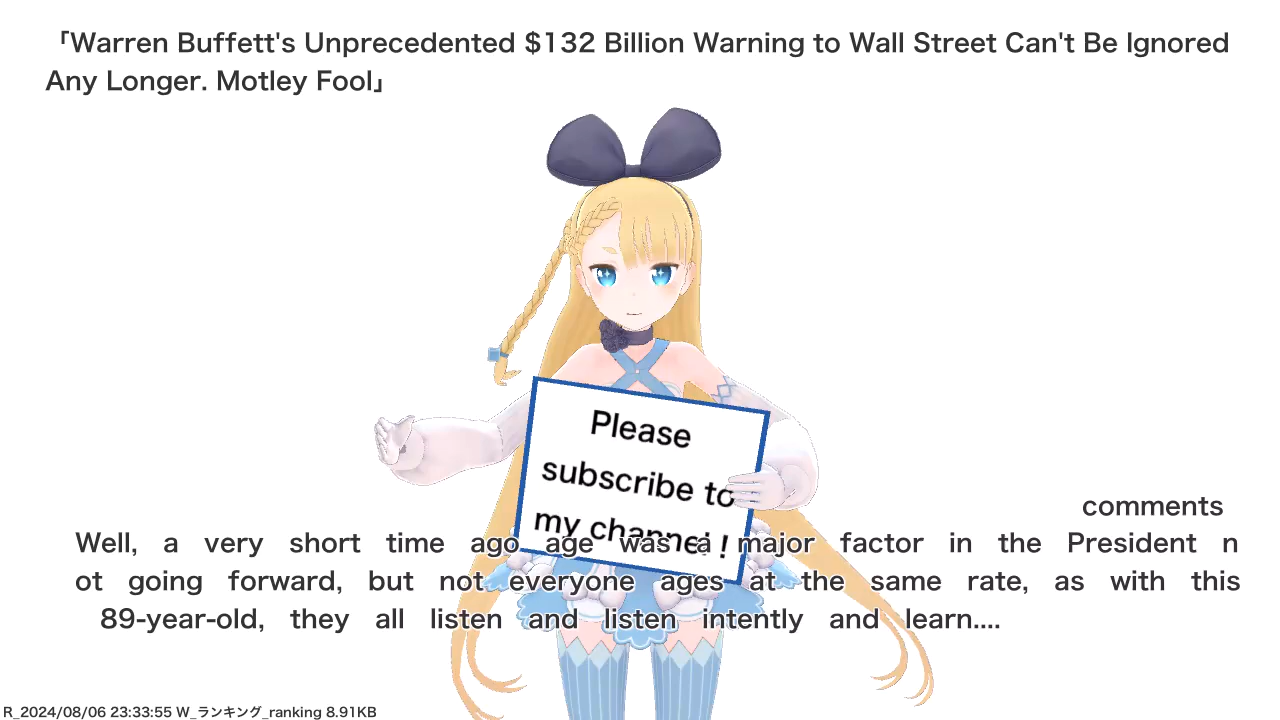 「Warren Buffett's Unprecedented $132 Billion Warning to Wall Street Can't Be Ignored
Any Longer. Motley Fool」
Please
subscribe to
my channel !
comments
Well, a very short time ago age was a major factor in the President n
ot going forward, but not everyone ages at the same rate, as with this
89-year-old, they all listen and listen intently and learn....
R_2024/08/06 23:33:55 W_ランキング_ranking 8.91KB